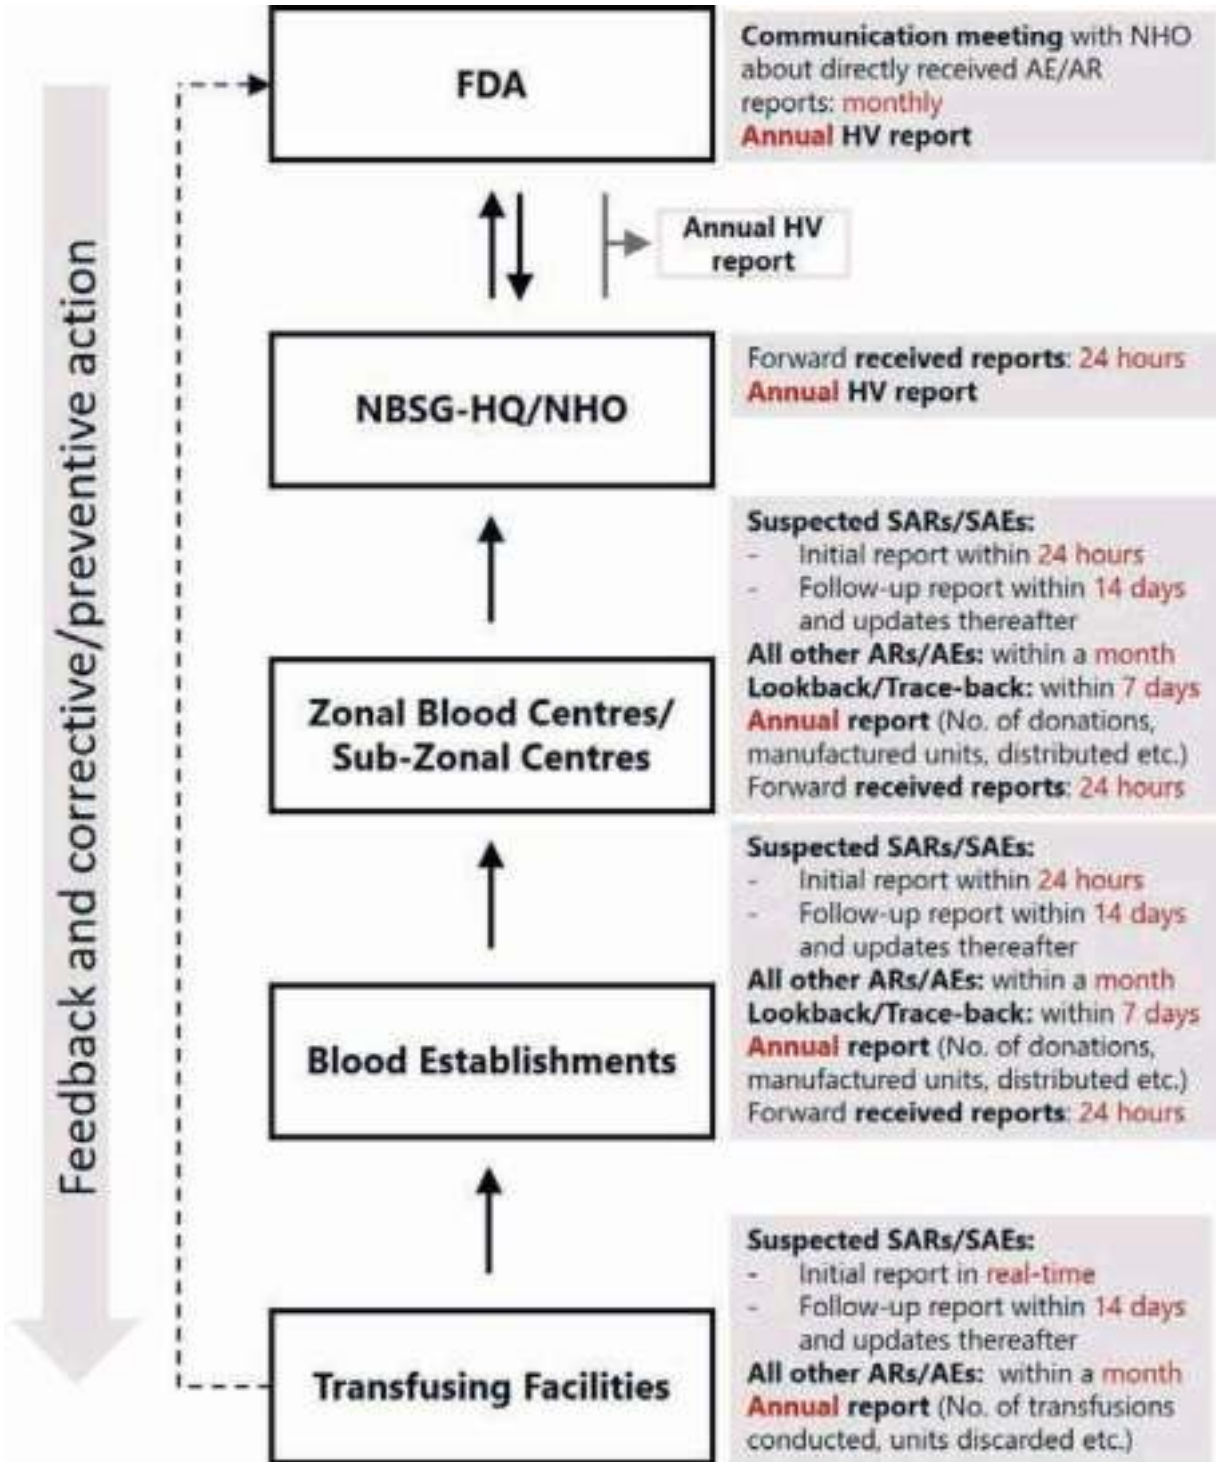 FDA
Communication meeting with NHO
about directly received AE/AR
reports: monthly
Annual HV report
Annual HV
report
NBSG-HQ/NHO
Forward received reports: 24 hours
Annual HV report
Feedback and corrective/preventive action
Zonal Blood Centres/
Sub-Zonal Centres
Suspected SARs/SAEs:
- Initial report within 24 hours
- Follow-up report within 14 days
and updates thereafter
All other ARs/AEs: within a month
Lookback/Trace-back: within 7 days
Annual report (No. of donations,
manufactured units, distributed etc.)
Forward received reports: 24 hours
Blood Establishments
Suspected SARs/SAEs:
- Initial report within 24 hours
- Follow-up report within 14 days
and updates thereafter
All other ARs/AEs: within a month
Lookback/Trace-back: within 7 days
Annual report (No. of donations,
manufactured units, distributed etc.)
Forward received reports: 24 hours
Transfusing Facilities
Suspected SARs/SAEs:
- Initial report in real-time
- Follow-up report within 14 days
and updates thereafter
All other ARs/AEs: within a month
Annual report (No. of transfusions
conducted, units discarded etc.)